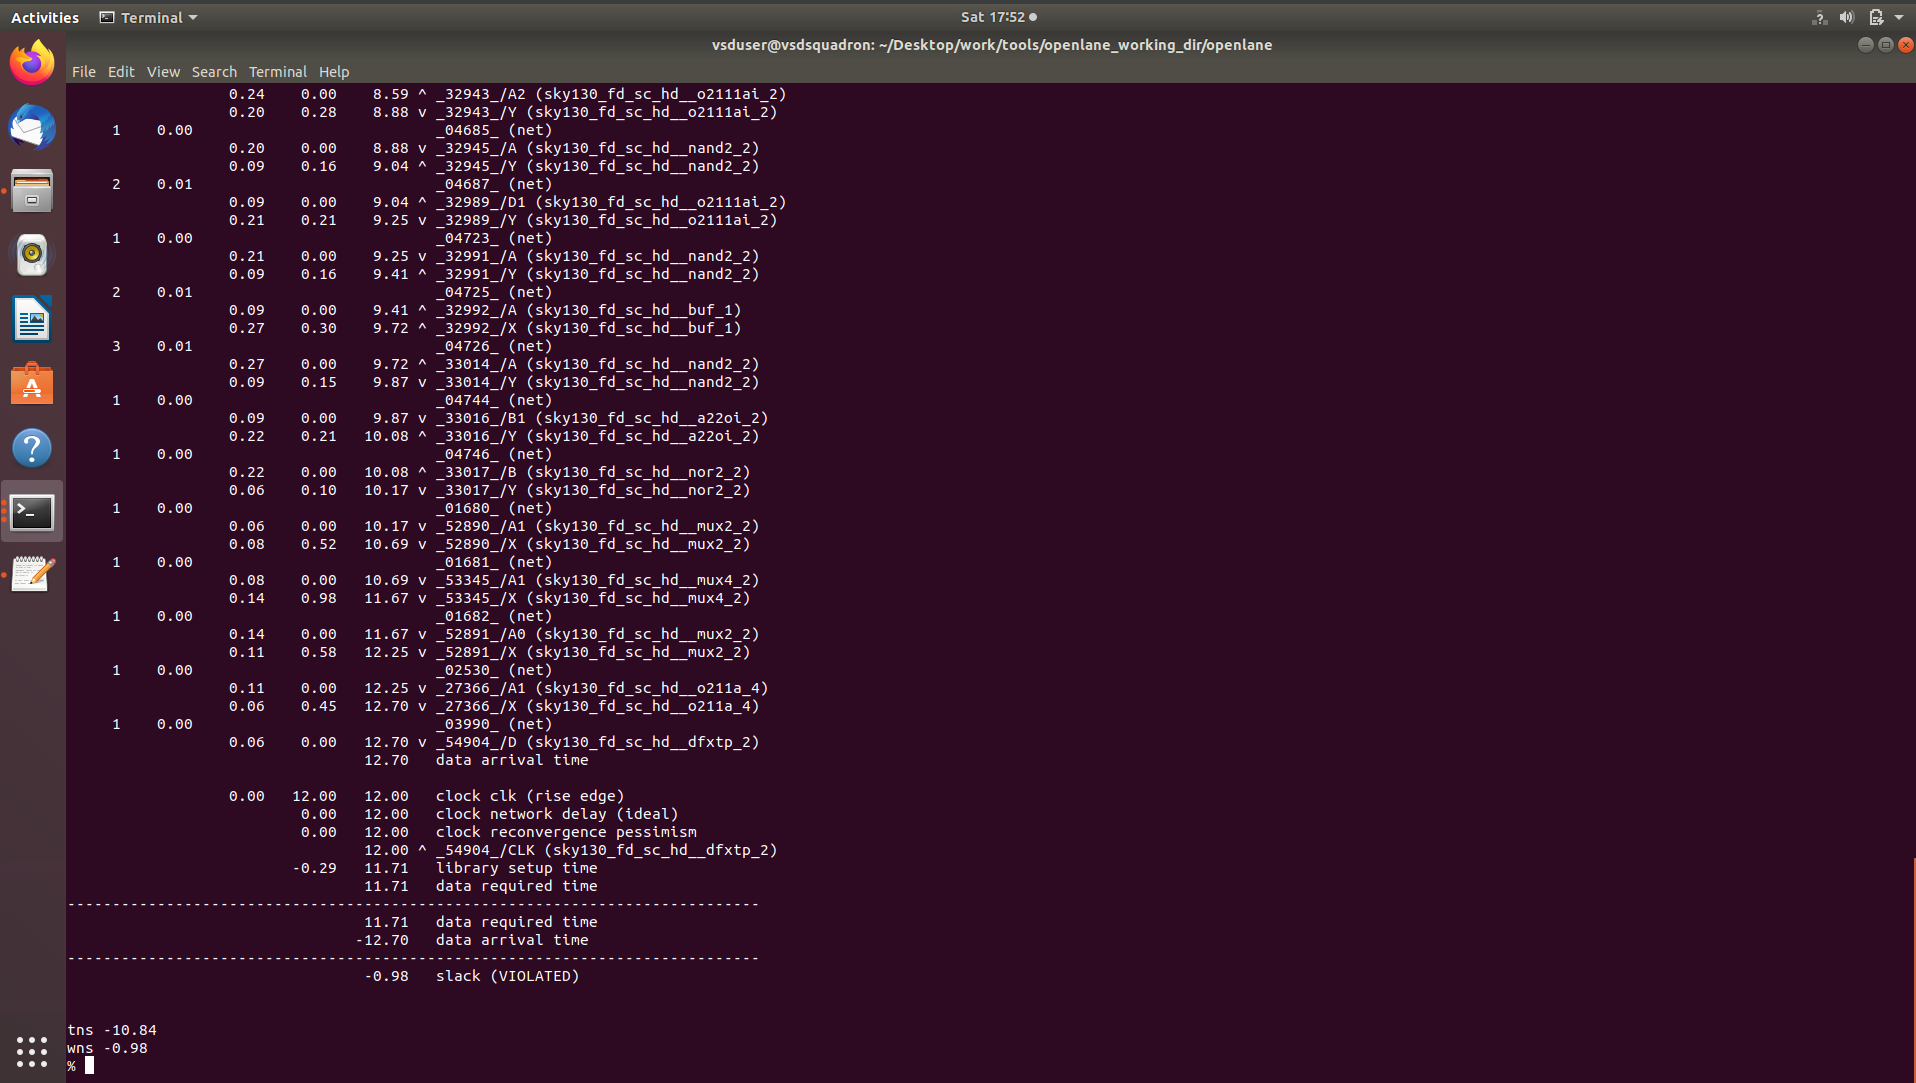 Activities Terminal Sat 17:52
vsduser@vsdsquadron: ~/Desktop/work/tools/openlane_working_dir/openlane
File Edit View Search Terminal Help
0.24 0.00 8.59 ^ _32943_/A2 (sky130_fd_sc_hd__o2111ai_2)
0.20 0.28 8.88 v _32943_/Y (sky130_fd_sc_hd__o2111ai_2)
1 0.00 _04685_ (net)
0.20 0.00 8.88 v _32945_/A (sky130_fd_sc_hd__nand2_2)
0.09 0.16 9.04 ^ _32945_/Y (sky130_fd_sc_hd__nand2_2)
2 0.01 _04687_ (net)
0.09 0.00 9.04 ^ _32989_/D1 (sky130_fd_sc_hd__o2111ai_2)
0.21 0.21 9.25 v _32989_/Y (sky130_fd_sc_hd__o2111ai_2)
1 0.00 _04723_ (net)
0.21 0.00 9.25 v _32991_/A (sky130_fd_sc_hd__nand2_2)
0.09 0.16 9.41 ^ _32991_/Y (sky130_fd_sc_hd__nand2_2)
2 0.01 _04725_ (net)
0.09 0.00 9.41 ^ _32992_/A (sky130_fd_sc_hd__buf_1)
0.27 0.30 9.72 ^ _32992_/X (sky130_fd_sc_hd__buf_1)
3 0.01 _04726_ (net)
0.27 0.00 9.72 ^ _33014_/A (sky130_fd_sc_hd__nand2_2)
0.09 0.15 9.87 v _33014_/Y (sky130_fd_sc_hd__nand2_2)
1 0.00 _04744_ (net)
0.09 0.00 9.87 v _33016_/B1 (sky130_fd_sc_hd__a22oi_2)
0.22 0.21 10.08 ^ _33016_/Y (sky130_fd_sc_hd__a22oi_2)
1 0.00 _04746_ (net)
0.22 0.00 10.08 ^ _33017_/B (sky130_fd_sc_hd__nor2_2)
0.06 0.10 10.17 v _33017_/Y (sky130_fd_sc_hd__nor2_2)
1 0.00 _01680_ (net)
0.06 0.00 10.17 v _52890_/A1 (sky130_fd_sc_hd__mux2_2)
0.08 0.52 10.69 v _52890_/X (sky130_fd_sc_hd__mux2_2)
1 0.00 _01681_ (net)
0.08 0.00 10.69 v _53345_/A1 (sky130_fd_sc_hd__mux4_2)
0.14 0.98 11.67 v _53345_/X (sky130_fd_sc_hd__mux4_2)
1 0.00 _01682_ (net)
0.14 0.00 11.67 v _52891_/A0 (sky130_fd_sc_hd__mux2_2)
0.11 0.58 12.25 v _52891_/X (sky130_fd_sc_hd__mux2_2)
1 0.00 _02530_ (net)
0.11 0.00 12.25 v _27366_/A1 (sky130_fd_sc_hd__o211a_4)
0.06 0.45 12.70 v _27366_/X (sky130_fd_sc_hd__o211a_4)
1 0.00 _03990_ (net)
0.06 0.00 12.70 v _54904_/D (sky130_fd_sc_hd__dfxtp_2)
12.70 data arrival time
0.00 12.00 12.00 clock clk (rise edge)
0.00 12.00 clock network delay (ideal)
0.00 12.00 clock reconvergence pessimism
12.00 ^ _54904_/CLK (sky130_fd_sc_hd__dfxtp_2)
-0.29 11.71 library setup time
11.71 data required time
-----------------------------------------------------------------------------
11.71 data required time
-12.70 data arrival time
-----------------------------------------------------------------------------
-0.98 slack (VIOLATED)
tns -10.84
wns -0.98
%